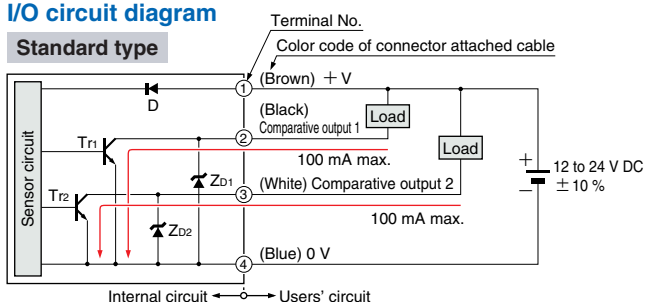 I/O circuit diagram
Standard type
Terminal No.
Color code of connector attached cable
1 (Brown) +V
D
(Black)
2 Comparative output 1
Load
Load
Sensor circuit
Tr1
100 mA max.
ZD1
3 (White) Comparative output 2
Tr2
100 mA max.
ZD2
+
12 to 24 V DC
−
± 10 %
4 (Blue) 0 V
Internal circuit
Users' circuit